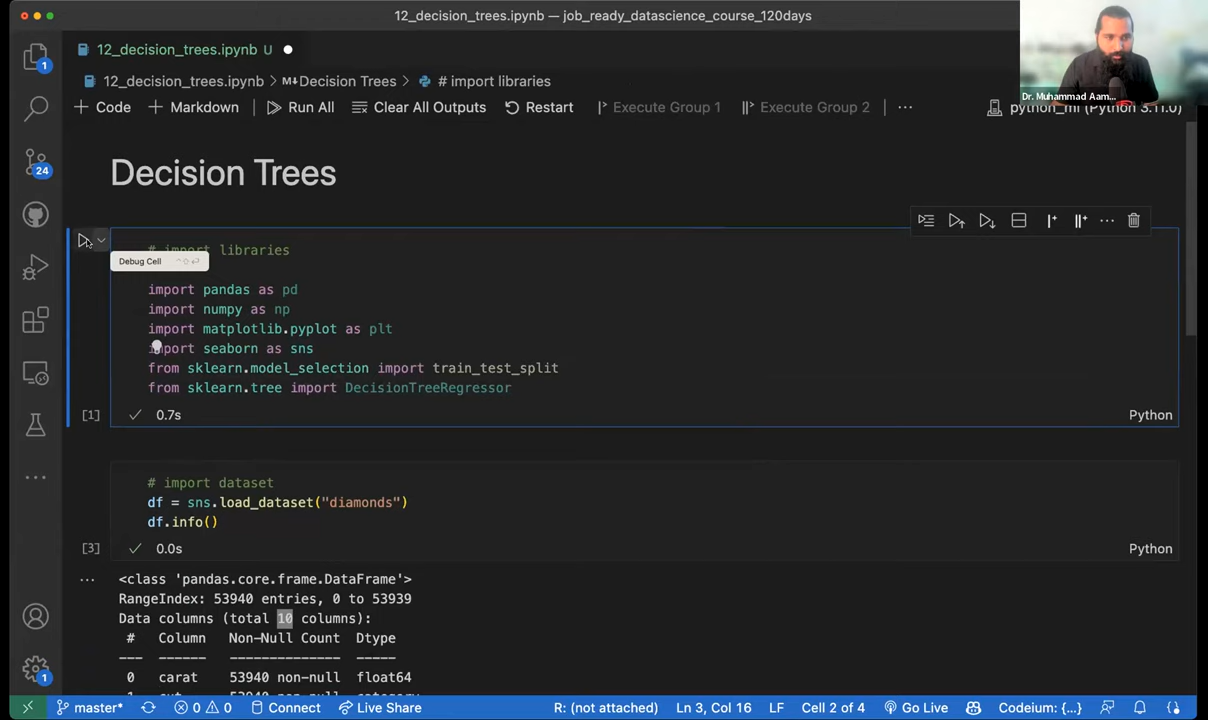 12_decision_trees.ipynb — job_ready_datascience_course_120days
12_decision_trees.ipynb U
12_decision_trees.ipynb > M↓Decision Trees > # import libraries
+ Code + Markdown Run All Clear All Outputs Restart Execute Group 1 Execute Group 2 ...
Dr. Muhammad Aam...
(Python 3.11.0)
Decision Trees
# import libraries
Debug Cell
import pandas as pd
import numpy as np
import matplotlib.pyplot as plt
import seaborn as sns
from sklearn.model_selection import train_test_split
from sklearn.tree import DecisionTreeRegressor
[1] 0.7s Python
# import dataset
df = sns.load_dataset("diamonds")
df.info()
[3] 0.0s Python
<class 'pandas.core.frame.DataFrame'>
RangeIndex: 53940 entries, 0 to 53939
Data columns (total 10 columns):
# Column Non-Null Count Dtype
--- ------ -------------- -----
0 carat 53940 non-null float64
1
24
1
master* 0 0 Connect Live Share R: (not attached) Ln 3, Col 16 LF Cell 2 of 4 Go Live Codeium: {...}